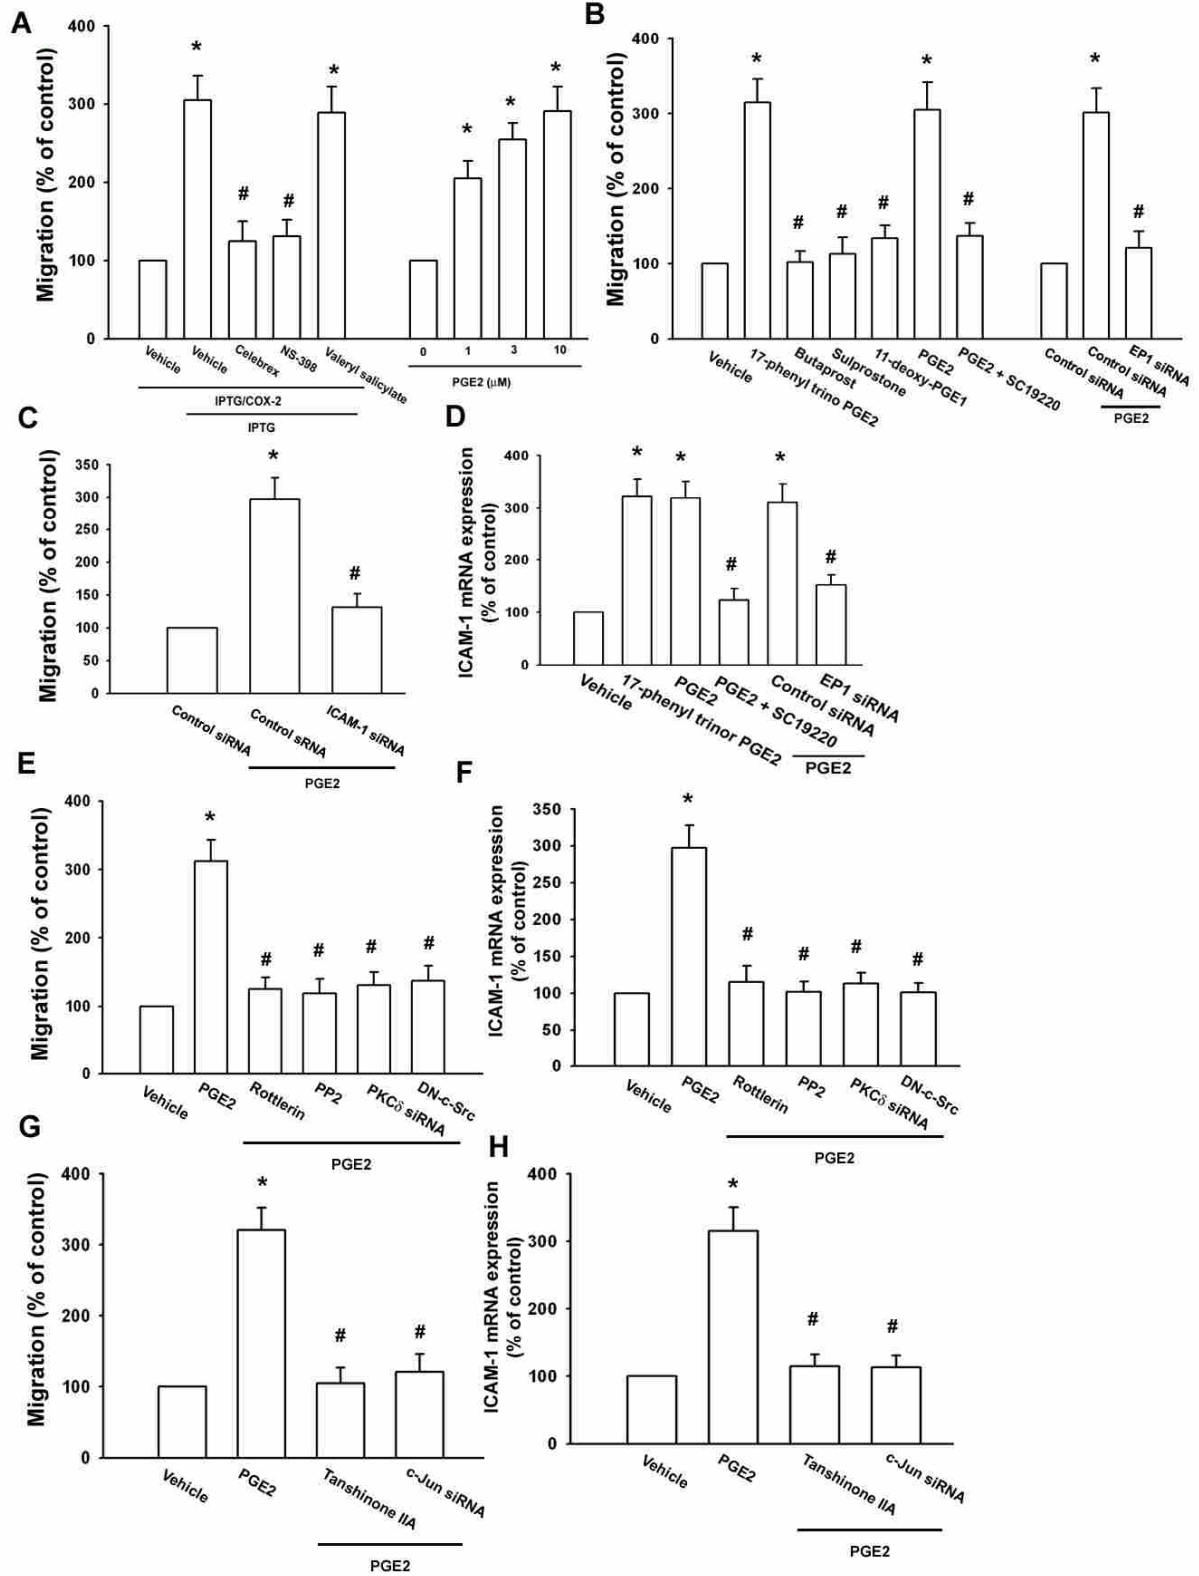 A
Migration (% of control)
400
300
200
100
0
*
*
#
#
*
*
*
*
Vehicle
Vehicle
Celebrex
NS-398
Valeryl salicylate
0
1
3
10
PGE2 (μM)
IPTG/COX-2
IPTG
B
Migration (% of control)
400
300
200
100
0
*
#
#
#
*
#
*
#
Vehicle
17-phenyl trino PGE2
Butaprost
Sulprostone
11-deoxy-PGE1
PGE2
PGE2 + SC19220
Control siRNA
Control siRNA
EP1 siRNA
PGE2
C
Migration (% of control)
350
300
250
200
150
100
50
0
*
#
Control siRNA
Control sRNA
ICAM-1 siRNA
PGE2
D
ICAM-1 mRNA expression
(% of control)
400
300
200
100
0
*
*
#
*
#
Vehicle
17-phenyl trinor PGE2
PGE2
PGE2 + SC19220
Control siRNA
EP1 siRNA
PGE2
E
Migration (% of control)
400
300
200
100
0
*
#
#
#
#
Vehicle
PGE2
Rottlerin
PP2
PKCδ siRNA
DN-c-Src
PGE2
F
ICAM-1 mRNA expression
(% of control)
350
300
250
200
150
100
50
0
*
#
#
#
#
Vehicle
PGE2
Rottlerin
PP2
PKCδ siRNA
DN-c-Src
PGE2
G
Migration (% of control)
400
300
200
100
0
*
#
#
Vehicle
PGE2
Tanshinone IIA
c-Jun siRNA
PGE2
H
ICAM-1 mRNA expression
(% of control)
400
300
200
100
0
*
#
#
Vehicle
PGE2
Tanshinone IIA
c-Jun siRNA
PGE2